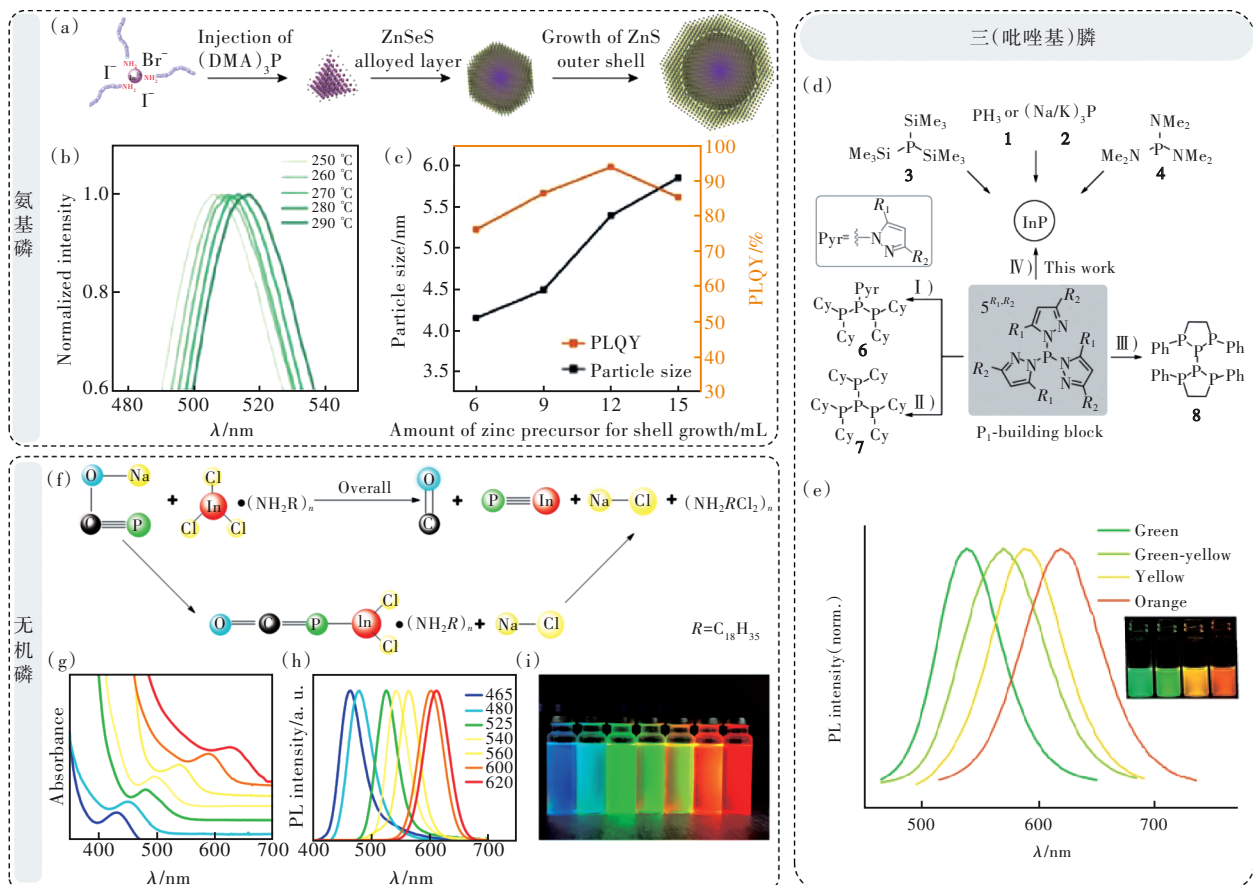 氨基磷
(a)
I⁻
Br⁻
NH₂
NH₂
NH₂
I⁻
Injection of
(DMA)₃P
ZnSeS
alloyed layer
Growth of ZnS
outer shell
(b)
Normalized intensity
1.0
0.8
0.6
250 ℃
260 ℃
270 ℃
280 ℃
290 ℃
480 500 520 540
λ/nm
(c)
Particle size/nm
6.0
5.5
5.0
4.5
4.0
3.5
PLQY
Particle size
100
90
80
70
60
50
40
30
PLQY/%
6 9 12 15
Amount of zinc precursor for shell growth/mL
无机磷
(f)
O Na
C P
+
Cl
In
Cl Cl
•(NH₂R)ₙ
Overall
O
C
+ P In + Na Cl + (NH₂RCl₂)ₙ
O C P In
Cl
Cl
•(NH₂R)ₙ + Na Cl
R=C₁₈H₃₅
(g)
Absorbance
400 500 600 700
λ/nm
(h)
PL intensity/a. u.
465
480
525
540
560
600
620
400 500 600 700
λ/nm
(i)
三(吡唑基)膦
(d)
SiMe₃
P
Me₃Si SiMe₃
3
PH₃ or (Na/K)₃P
1 2
NMe₂
P
Me₂N NMe₂
4
InP
Pyr=
R₁
N
N
R₂
Ⅳ) This work
Ⅰ)
Pyr
Cy P Cy
P P
Cy Cy
6
Ⅱ)
Cy Cy
P
Cy P Cy
P P
Cy Cy
7
5^{R₁,R₂}
R₂
R₁ N
N
R₂ N N P N R₁
R₁ N R₂
P₁-building block
Ⅲ)
Ph P P Ph
P
P
Ph P P Ph
8
(e)
PL intensity(norm.)
Green
Green-yellow
Yellow
Orange
500 600 700
λ/nm